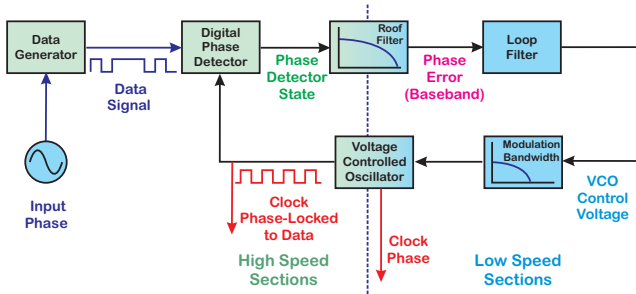 Data
Generator
Data
Signal
Digital
Phase
Detector
Phase
Detector
State
Roof
Filter
Phase
Error
(Baseband)
Loop
Filter
Input
Phase
Voltage
Controlled
Oscillator
Modulation
Bandwidth
VCO
Control
Voltage
Clock
Phase-Locked
to Data
Clock
Phase
High Speed
Sections
Low Speed
Sections